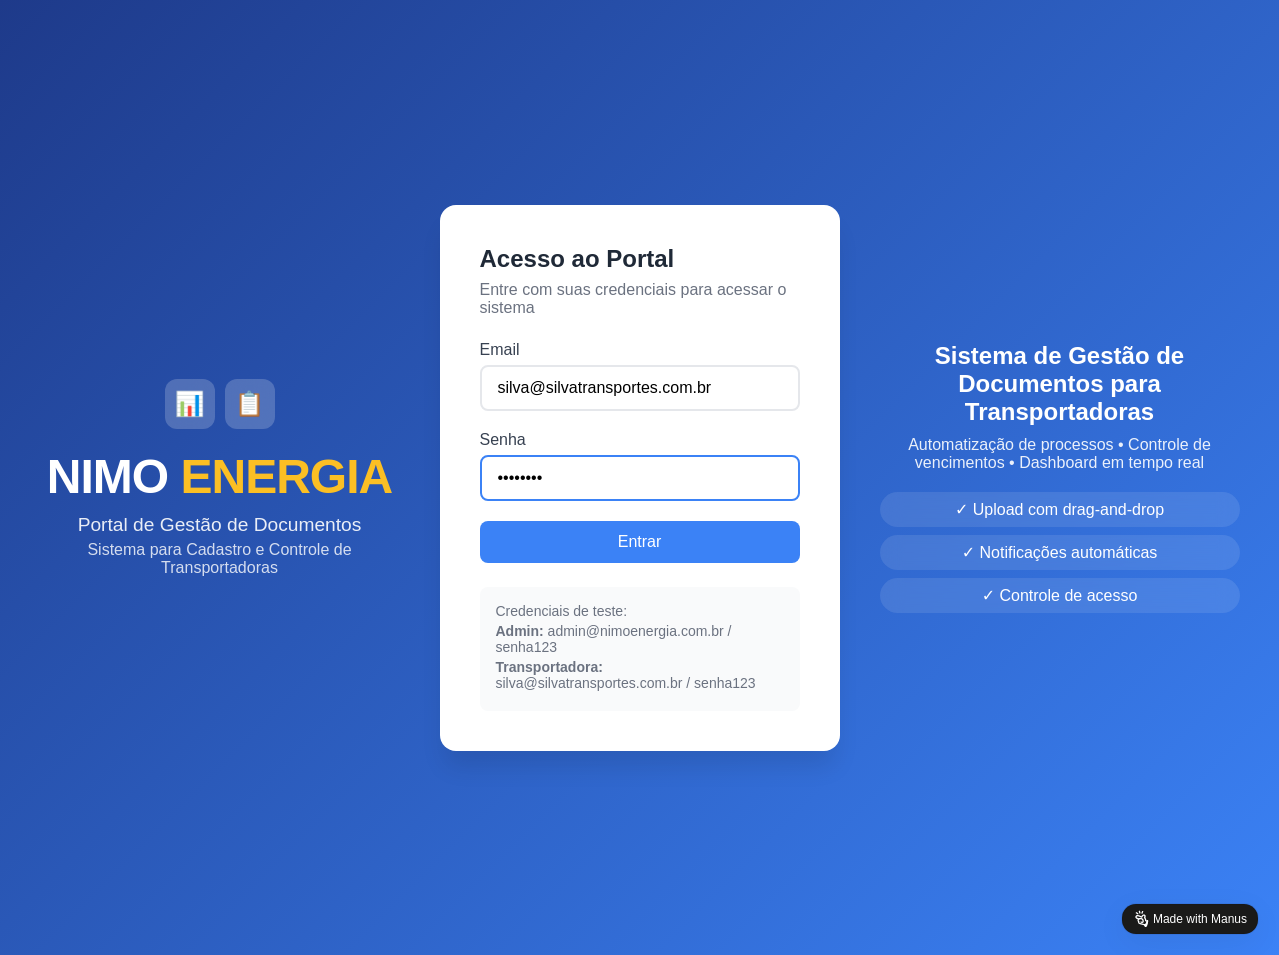 NIMO ENERGIA
Portal de Gestão de Documentos
Sistema para Cadastro e Controle de
Transportadoras
Acesso ao Portal
Entre com suas credenciais para acessar o
sistema
Email
silva@silvatransportes.com.br
Senha
••••••••
Entrar
Credenciais de teste:
Admin: admin@nimoenergia.com.br /
senha123
Transportadora:
silva@silvatransportes.com.br / senha123
Sistema de Gestão de
Documentos para
Transportadoras
Automatização de processos • Controle de
vencimentos • Dashboard em tempo real
✓ Upload com drag-and-drop
✓ Notificações automáticas
✓ Controle de acesso
Made with Manus